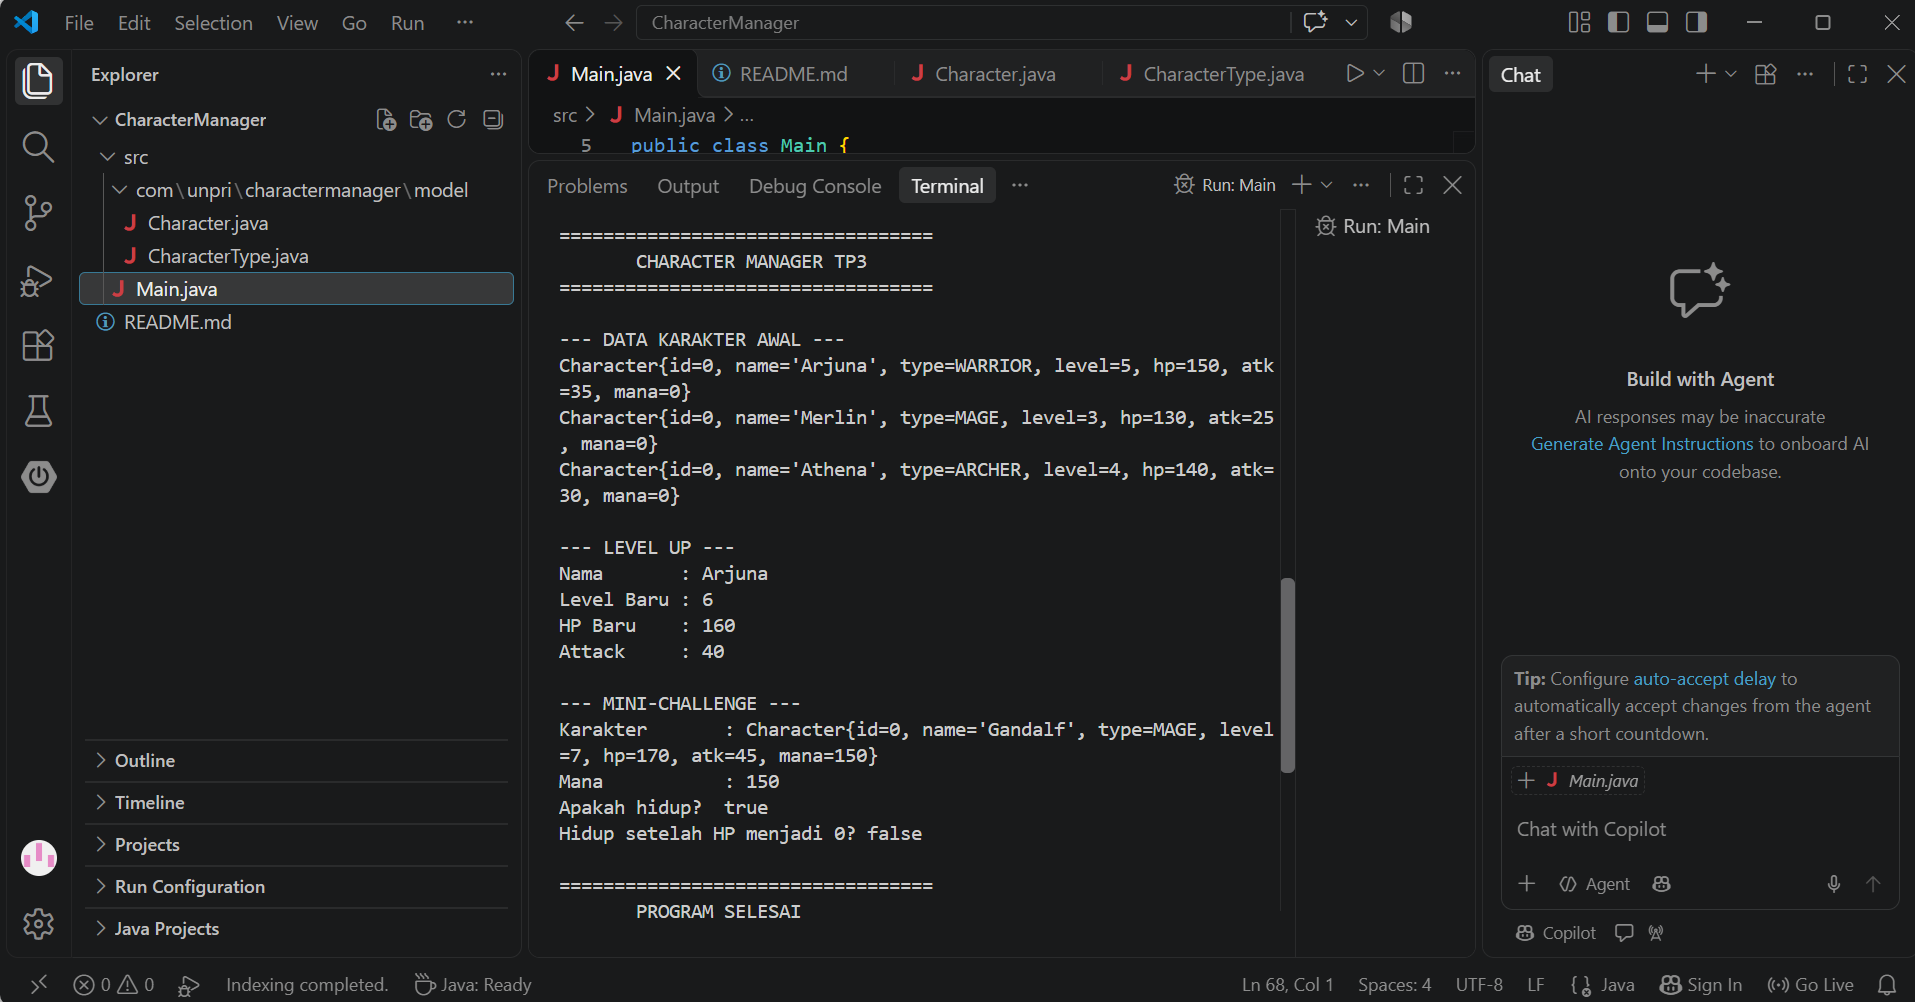 File Edit Selection View Go Run ···
CharacterManager
Explorer
CharacterManager
src
com\unpri\charactermanager\model
Character.java
CharacterType.java
Main.java
README.md
Outline
Timeline
Projects
Run Configuration
Java Projects
Main.java README.md Character.java CharacterType.java
src > Main.java > ...
5 public class Main {
Problems Output Debug Console Terminal ···
Run: Main
Run: Main
==================================
CHARACTER MANAGER TP3
==================================
--- DATA KARAKTER AWAL ---
Character{id=0, name='Arjuna', type=WARRIOR, level=5, hp=150, atk
=35, mana=0}
Character{id=0, name='Merlin', type=MAGE, level=3, hp=130, atk=25
, mana=0}
Character{id=0, name='Athena', type=ARCHER, level=4, hp=140, atk=
30, mana=0}
--- LEVEL UP ---
Nama : Arjuna
Level Baru : 6
HP Baru : 160
Attack : 40
--- MINI-CHALLENGE ---
Karakter : Character{id=0, name='Gandalf', type=MAGE, level
=7, hp=170, atk=45, mana=150}
Mana : 150
Apakah hidup? true
Hidup setelah HP menjadi 0? false
==================================
PROGRAM SELESAI
Chat
Build with Agent
AI responses may be inaccurate
Generate Agent Instructions to onboard AI
onto your codebase.
Tip: Configure auto-accept delay to
automatically accept changes from the agent
after a short countdown.
Main.java
Chat with Copilot
Agent
Copilot
0 0 Indexing completed. Java: Ready Ln 68, Col 1 Spaces: 4 UTF-8 LF Java Sign In Go Live